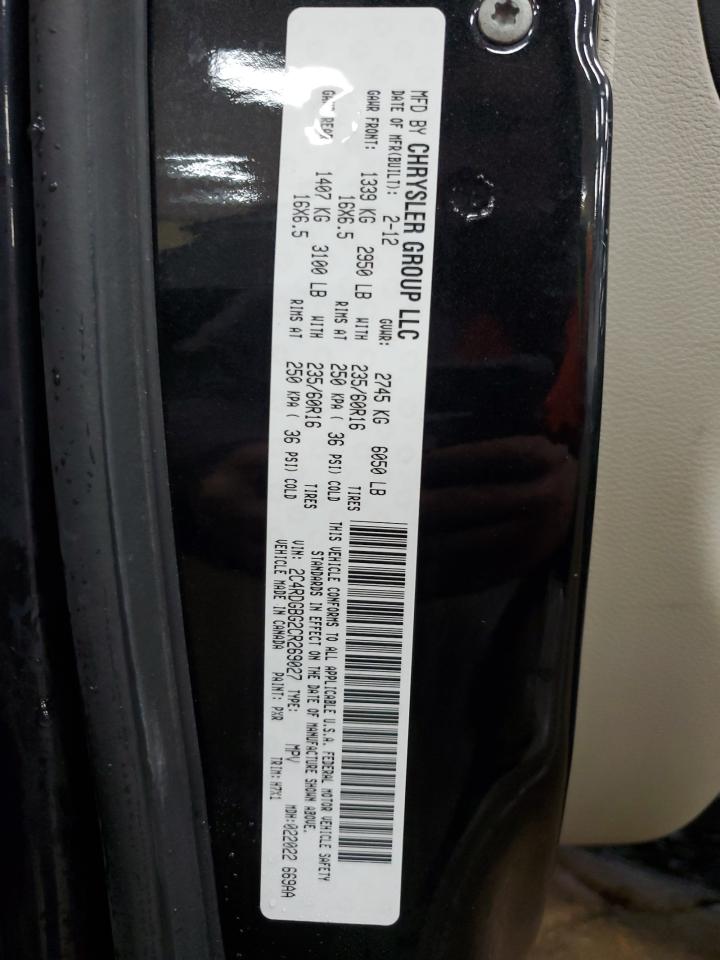 MFD BY CHRYSLER GROUP LLC
DATE OF MFR(BUILT): 2-12 GVWR: 2745 KG 6050 LB
GAWR FRONT: 1339 KG 2950 LB WITH 235/60R16 TIRES
16X6.5 RIMS AT 250 KPA ( 36 PSI) COLD
1407 KG 3100 LB WITH 235/60R16 TIRES
16X6.5 RIMS AT 250 KPA ( 36 PSI) COLD
THIS VEHICLE CONFORMS TO ALL APPLICABLE U.S.A. FEDERAL MOTOR VEHICLE SAFETY
STANDARDS IN EFFECT ON THE DATE OF MANUFACTURE SHOWN ABOVE.
VIN: 2C4RDGBG2CR269027 TYPE: MPV MDH:022022 669AA
VEHICLE MADE IN CANADA PAINT: PXR TRIM: H7X1